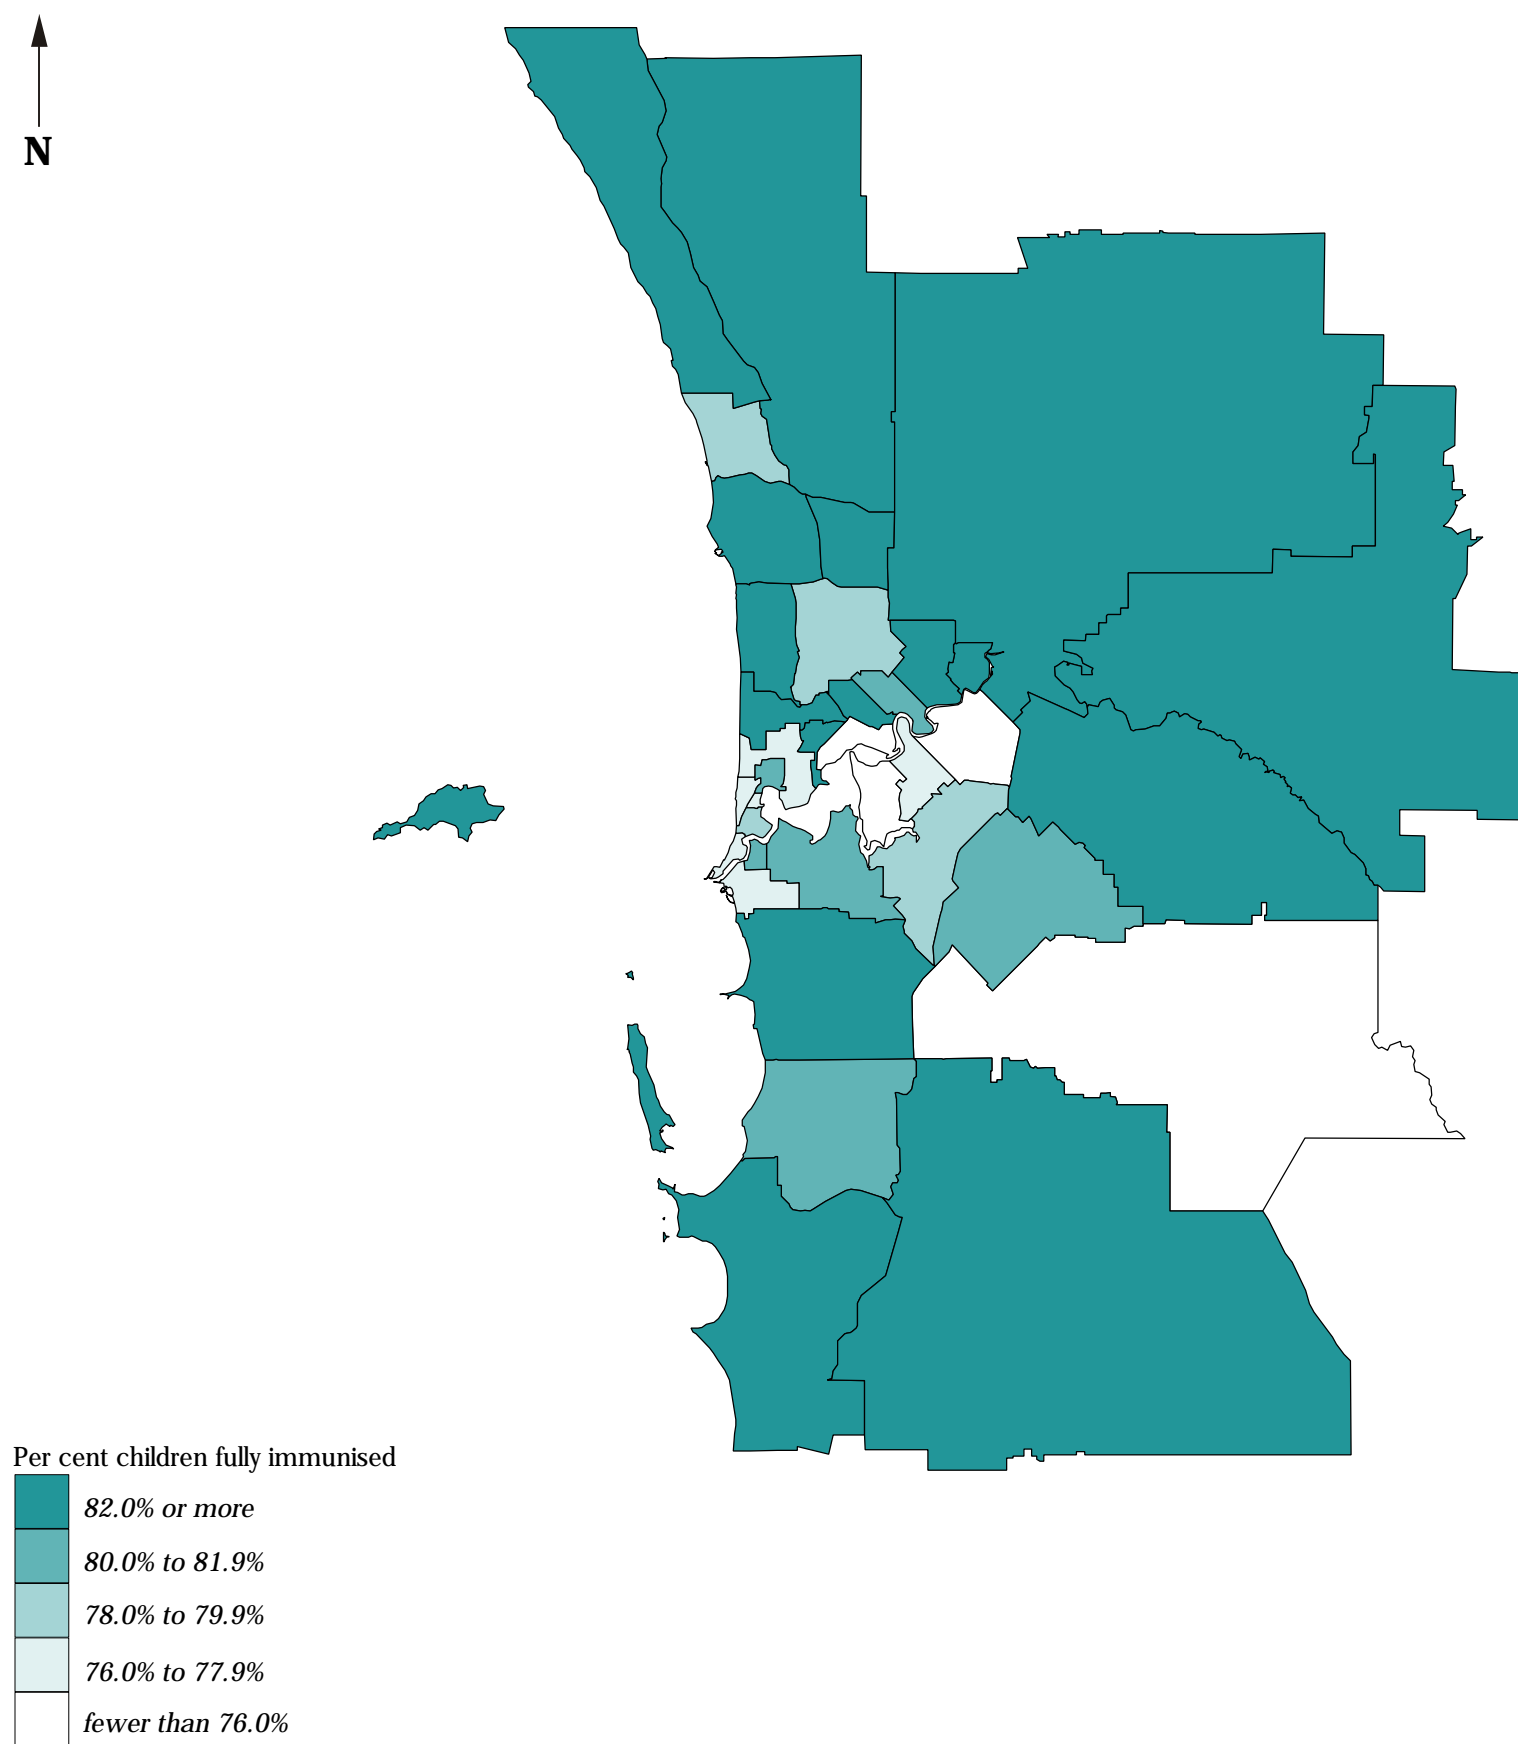 N
Per cent children fully immunised
82.0% or more
80.0% to 81.9%
78.0% to 79.9%
76.0% to 77.9%
fewer than 76.0%